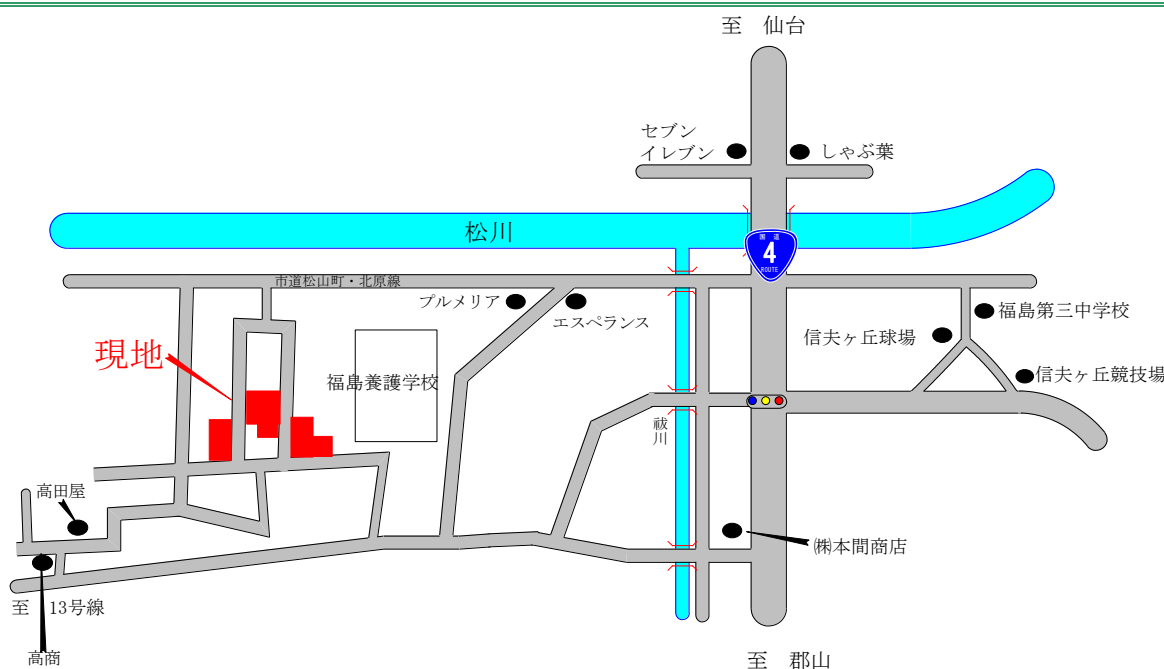 至　仙台
セブン
イレブン
しゃぶ葉
松川
国道
4
ROUTE
市道松山町・北原線
プルメリア
エスペランス
福島第三中学校
信夫ヶ丘球場
現地
福島養護学校
信夫ヶ丘競技場
祓川
高田屋
㈱本間商店
至　13号線
高商
至　郡山